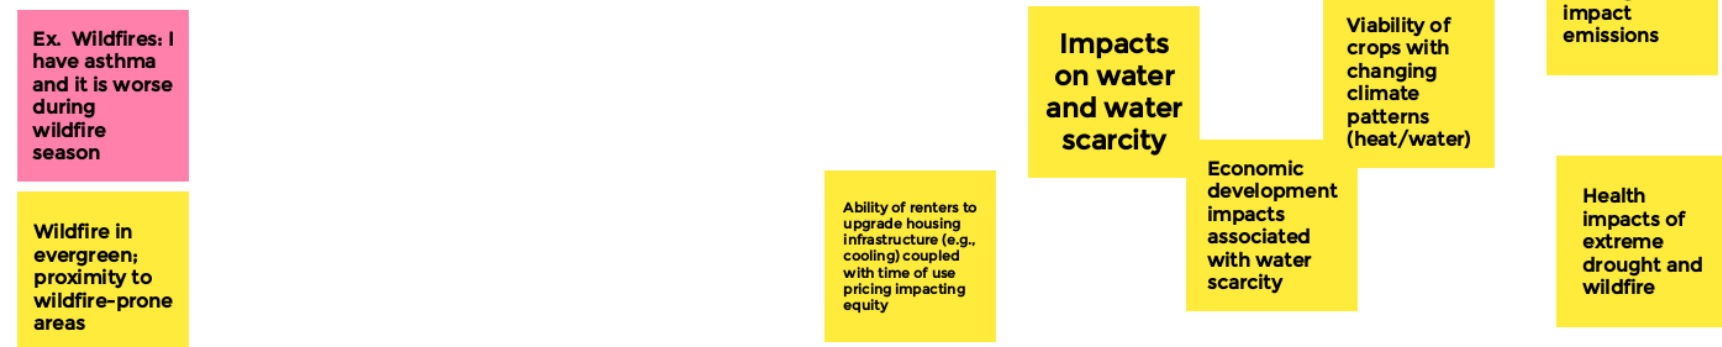 Ex. Wildfires: I
have asthma
and it is worse
during
wildfire
season
Wildfire in
evergreen;
proximity to
wildfire-prone
areas
Ability of renters to
upgrade housing
infrastructure (e.g.,
cooling) coupled
with time of use
pricing impacting
equity
Impacts
on water
and water
scarcity
Economic
development
impacts
associated
with water
scarcity
Viability of
crops with
changing
climate
patterns
(heat/water)
impact
emissions
Health
impacts of
extreme
drought and
wildfire